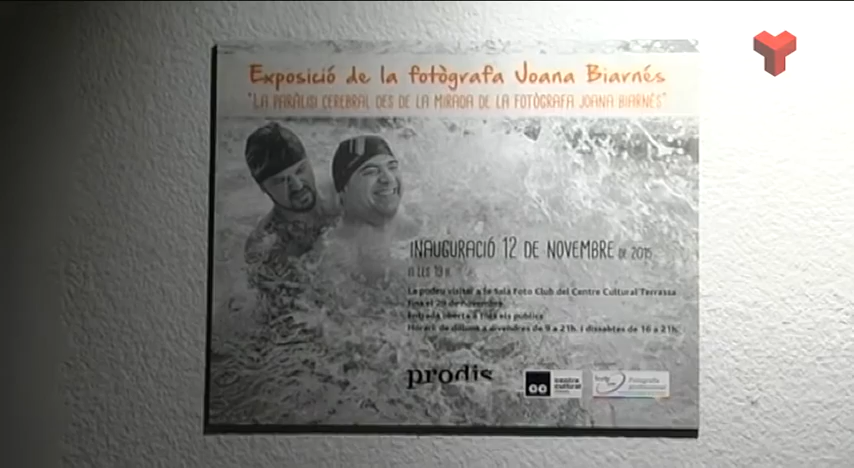 Exposició de la fotògrafa Joana Biarnés
"LA PARÀLISI CEREBRAL DES DE LA MIRADA DE LA FOTÒGRAFA JOANA BIARNÉS"
INAUGURACIÓ 12 DE NOVEMBRE DE 2015
A LES 19 H.
La podreu visitar a la Sala Foto Club del Centre Cultural Terrassa
fins el 29 de novembre
Entrada oberta a tots els públics
Horaris de dilluns a divendres de 9 a 21h. i dissabtes de 16 a 21h.
prodis
centre
cultural
Fotografia